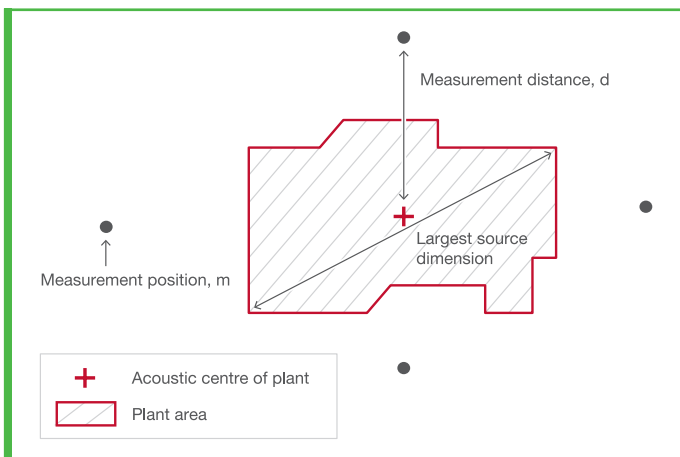 Measurement distance, d
Largest source
dimension
Measurement position, m
Acoustic centre of plant
Plant area